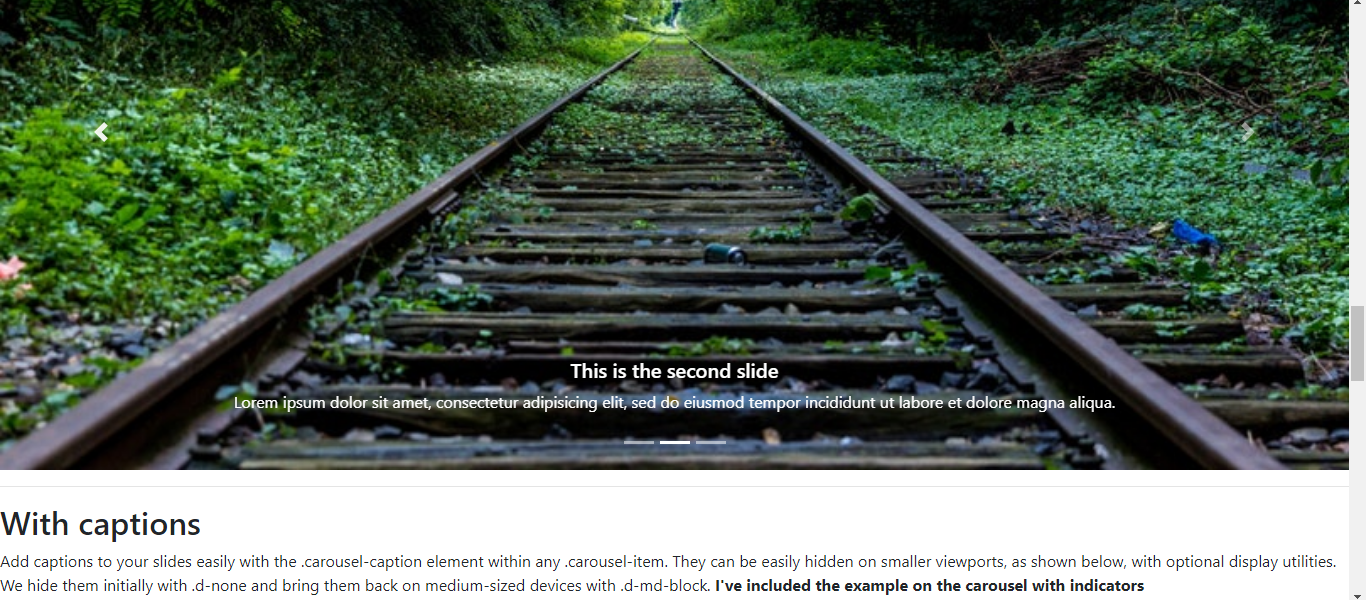 This is the second slide
Lorem ipsum dolor sit amet, consectetur adipisicing elit, sed do eiusmod tempor incididunt ut labore et dolore magna aliqua.
With captions
Add captions to your slides easily with the .carousel-caption element within any .carousel-item. They can be easily hidden on smaller viewports, as shown below, with optional display utilities.
We hide them initially with .d-none and bring them back on medium-sized devices with .d-md-block. I've included the example on the carousel with indicators